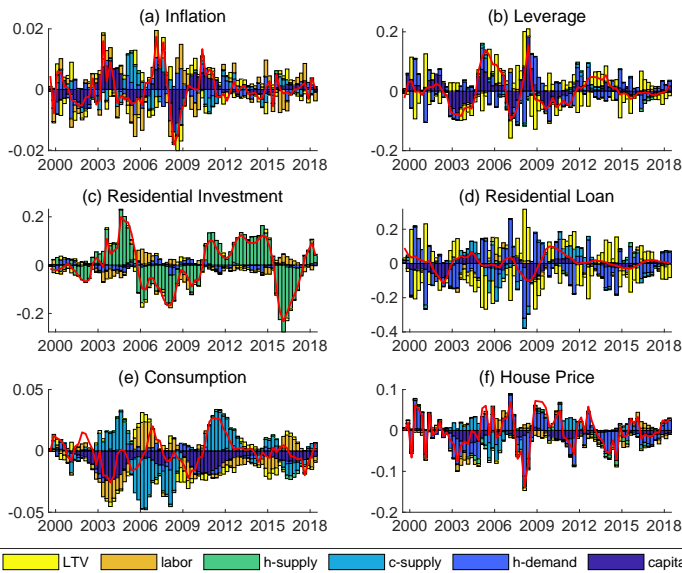 (a) Inflation
(b) Leverage
0.02
0
-0.02
0.2
0
-0.2
2000 2003 2006 2009 2012 2015 2018
2000 2003 2006 2009 2012 2015 2018
(c) Residential Investment
(d) Residential Loan
0.2
0
-0.2
0.2
0
-0.2
-0.4
2000 2003 2006 2009 2012 2015 2018
2000 2003 2006 2009 2012 2015 2018
(e) Consumption
(f) House Price
0.05
0
-0.05
0.1
0
-0.1
-0.2
2000 2003 2006 2009 2012 2015 2018
2000 2003 2006 2009 2012 2015 2018
LTV labor h-supply c-supply h-demand capita